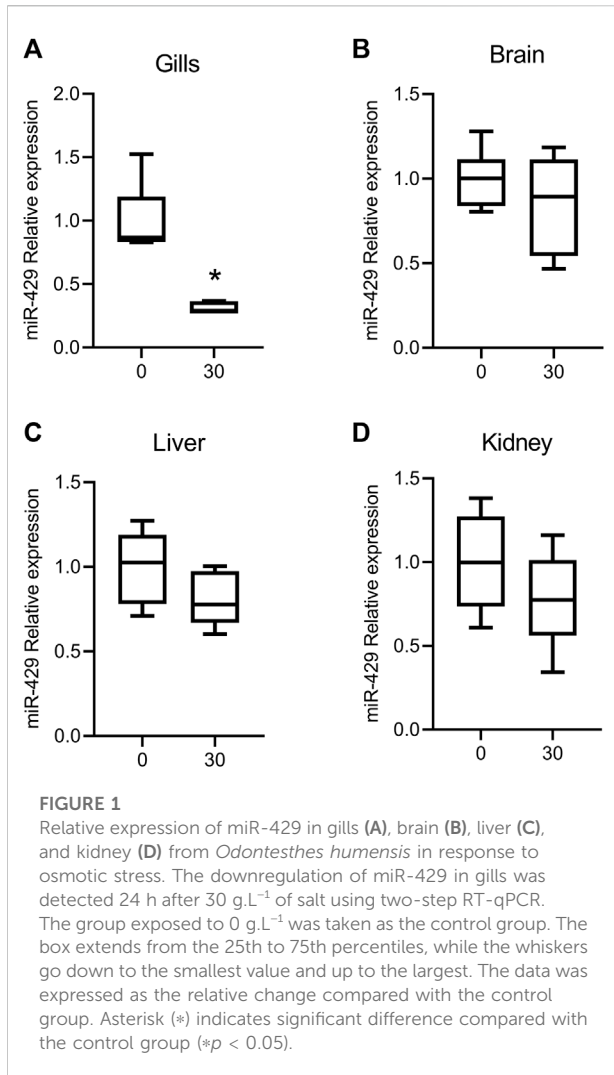 A
Gills
miR-429 Relative expression
2.0
1.5
1.0
0.5
0.0
*
0
30
B
Brain
miR-429 Relative expression
1.5
1.0
0.5
0.0
0
30
C
Liver
miR-429 Relative expression
1.5
1.0
0.5
0.0
0
30
D
Kidney
miR-429 Relative expression
1.5
1.0
0.5
0.0
0
30
FIGURE 1
Relative expression of miR-429 in gills (A), brain (B), liver (C),
and kidney (D) from Odontesthes humensis in response to
osmotic stress. The downregulation of miR-429 in gills was
detected 24 h after 30 g.L⁻¹ of salt using two-step RT-qPCR.
The group exposed to 0 g.L⁻¹ was taken as the control group. The
box extends from the 25th to 75th percentiles, while the whiskers
go down to the smallest value and up to the largest. The data was
expressed as the relative change compared with the control
group. Asterisk (*) indicates significant difference compared with
the control group (*p < 0.05).